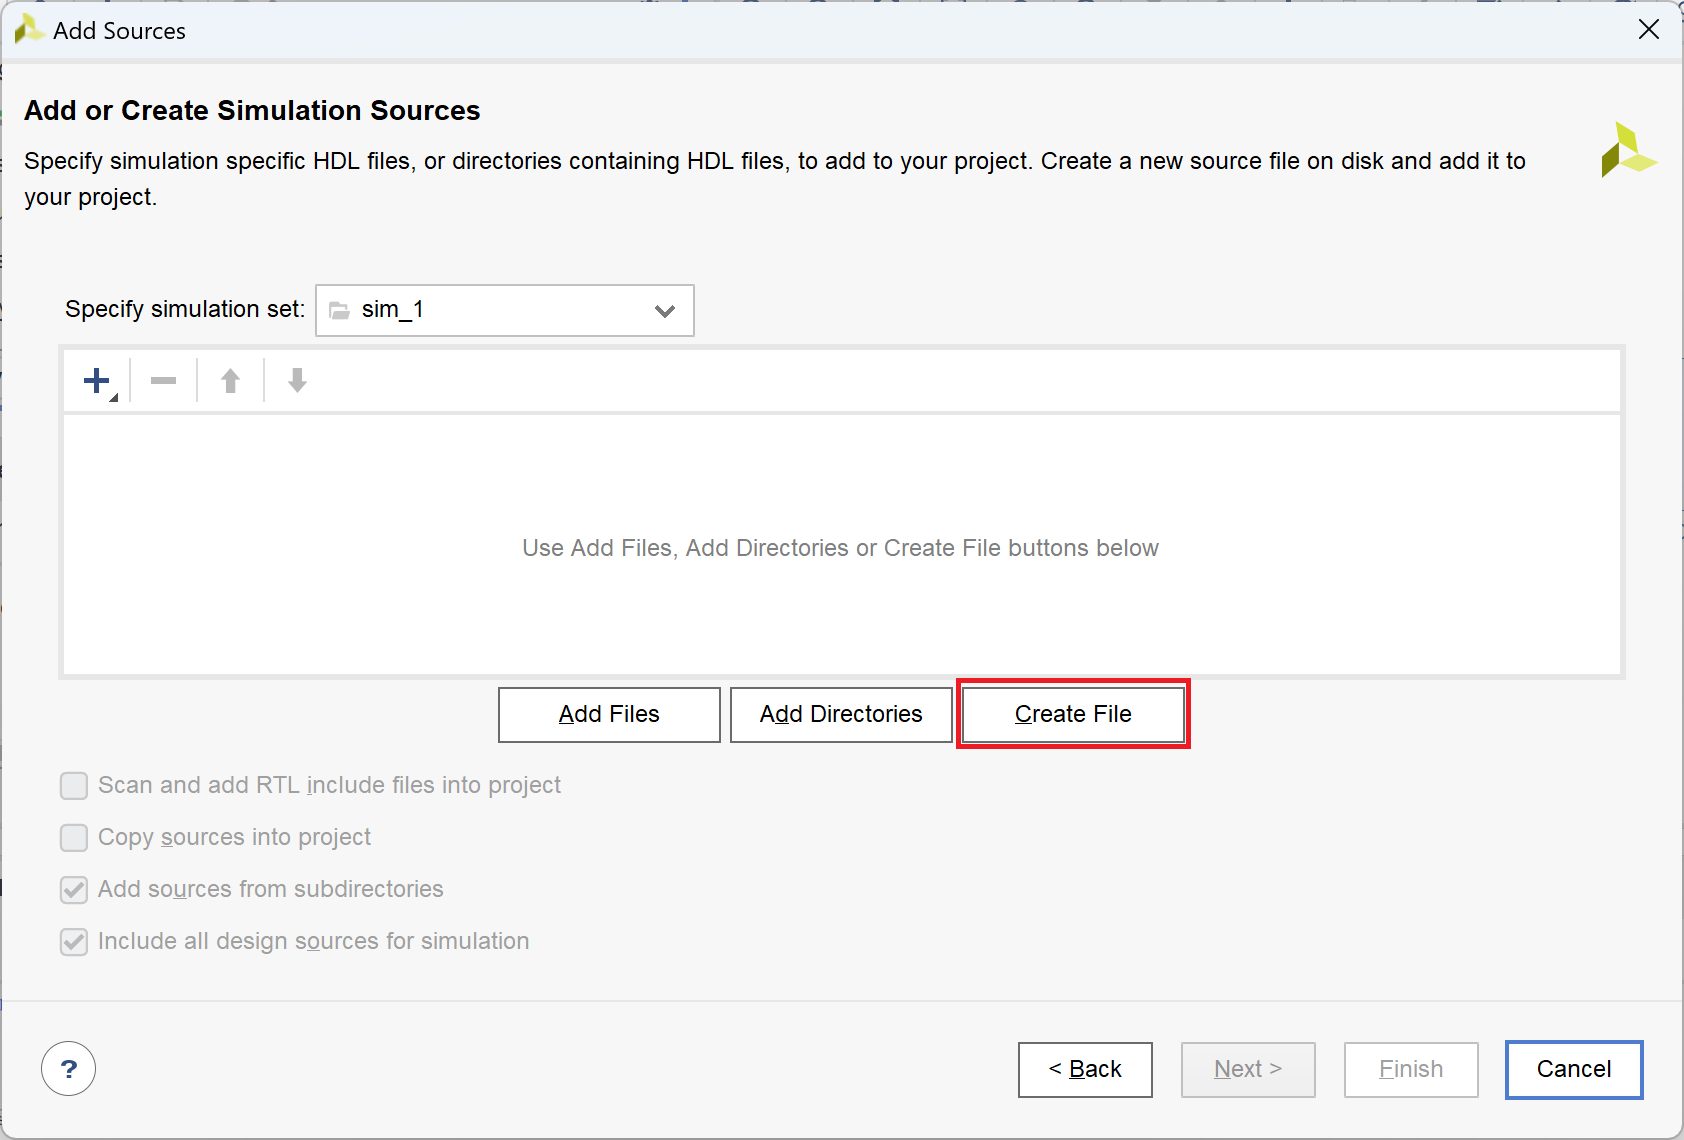 Add Sources
Add or Create Simulation Sources
Specify simulation specific HDL files, or directories containing HDL files, to add to your project. Create a new source file on disk and add it to
your project.
Specify simulation set: sim_1
Use Add Files, Add Directories or Create File buttons below
Add Files Add Directories Create File
Scan and add RTL include files into project
Copy sources into project
Add sources from subdirectories
Include all design sources for simulation
? < Back Next > Finish Cancel